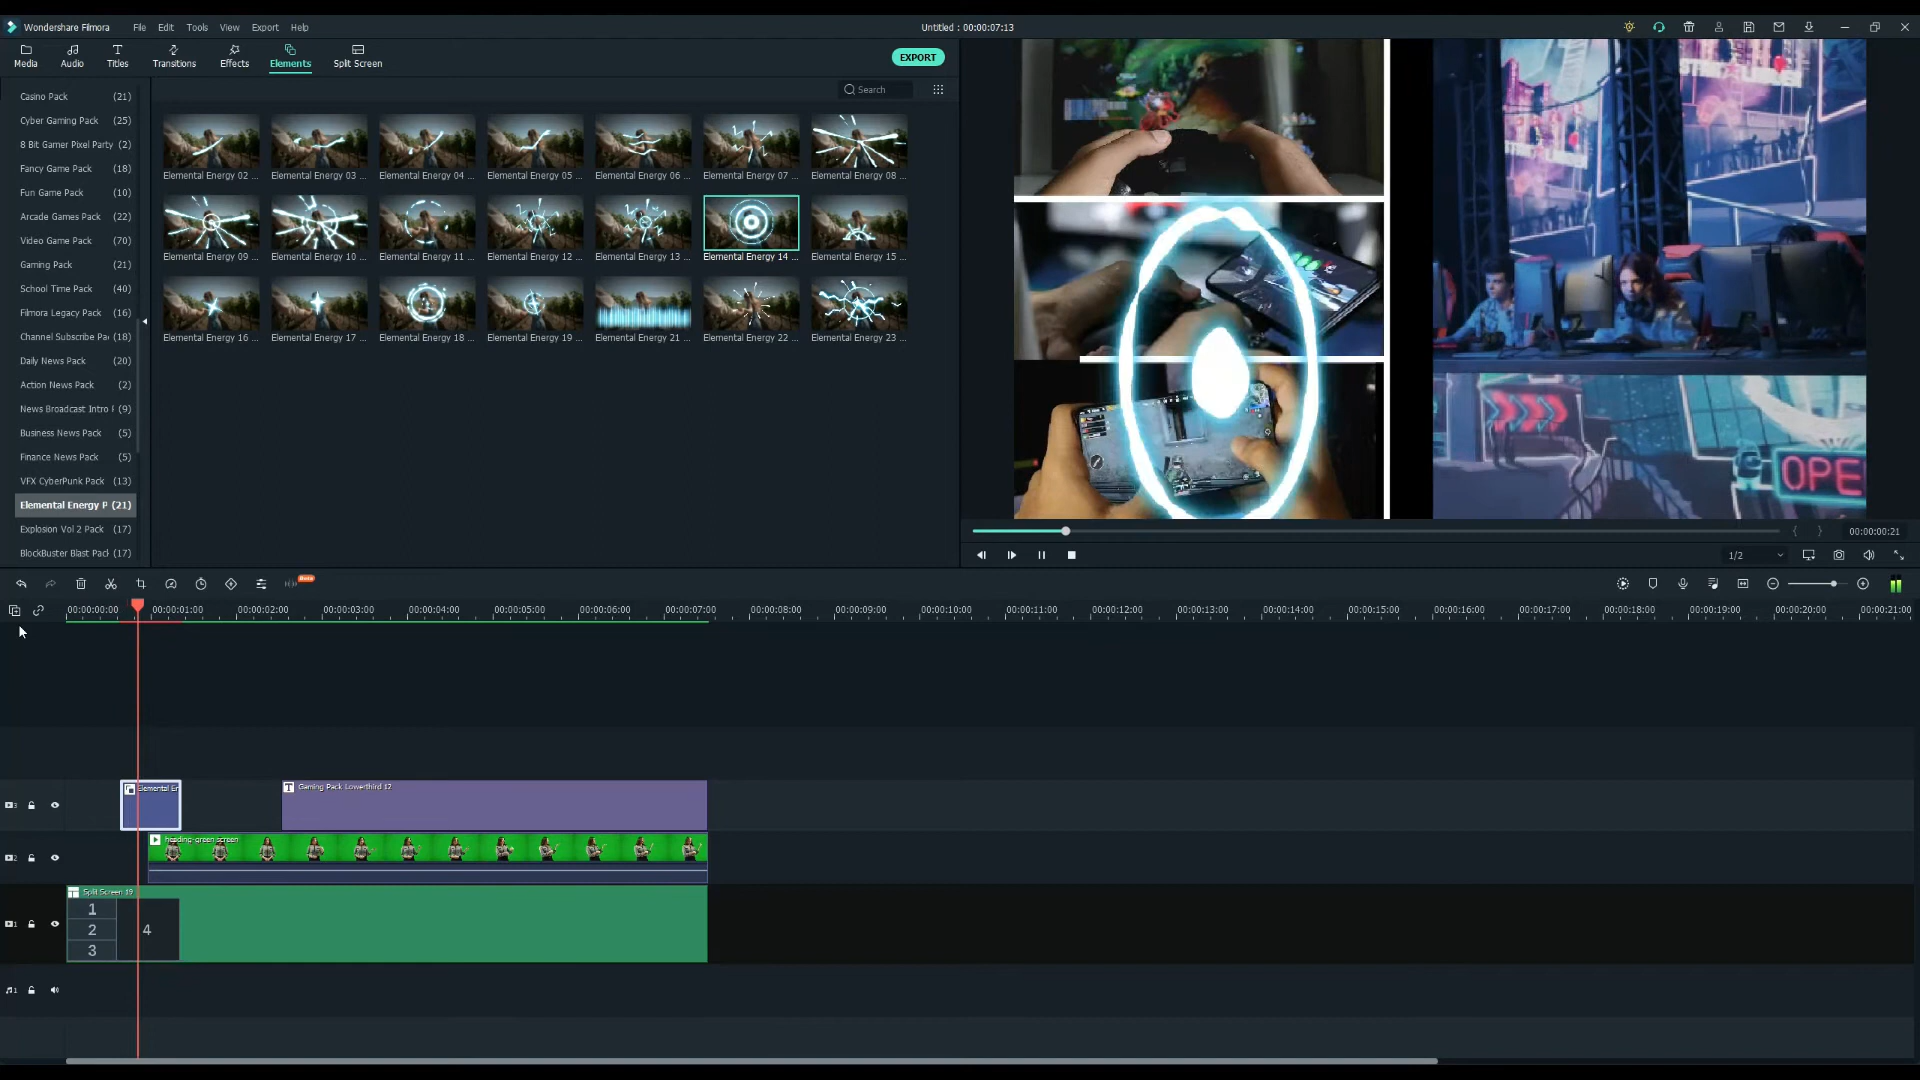 Wondershare Filmora File Edit Tools View Export Help Untitled : 00:00:07:13
Media Audio Titles Transitions Effects Elements Split Screen EXPORT
Search
Casino Pack (21)
Cyber Gaming Pack (25)
8 Bit Gamer Pixel Party (2)
Fancy Game Pack (18)
Fun Game Pack (10)
Arcade Games Pack (22)
Video Game Pack (70)
Gaming Pack (21)
School Time Pack (40)
Filmora Legacy Pack (16)
Channel Subscribe Pa (18)
Daily News Pack (20)
Action News Pack (2)
News Broadcast Intro (9)
Business News Pack (5)
Finance News Pack (5)
VFX CyberPunk Pack (13)
Elemental Energy P (21)
Explosion Vol 2 Pack (17)
BlockBuster Blast Pack (17)
Elemental Energy 02 ... Elemental Energy 03 ... Elemental Energy 04 ... Elemental Energy 05 ... Elemental Energy 06 ... Elemental Energy 07 ... Elemental Energy 08 ...
Elemental Energy 09 ... Elemental Energy 10 ... Elemental Energy 11 ... Elemental Energy 12 ... Elemental Energy 13 ... Elemental Energy 14 ... Elemental Energy 15 ...
Elemental Energy 16 ... Elemental Energy 17 ... Elemental Energy 18 ... Elemental Energy 19 ... Elemental Energy 21 ... Elemental Energy 22 ... Elemental Energy 23 ...
OPE
{ } 00:00:00:21
1/2
Beta
00:00:00:00 00:00:01:00 00:00:02:00 00:00:03:00 00:00:04:00 00:00:05:00 00:00:06:00 00:00:07:00 00:00:08:00 00:00:09:00 00:00:10:00 00:00:11:00 00:00:12:00 00:00:13:00 00:00:14:00 00:00:15:00 00:00:16:00 00:00:17:00 00:00:18:00 00:00:19:00 00:00:20:00 00:00:21:00
3 Elemental En T Gaming Pack Lowerthird 12
2 heading-green screen
1 Split Screen 19
1
2
3
4
1